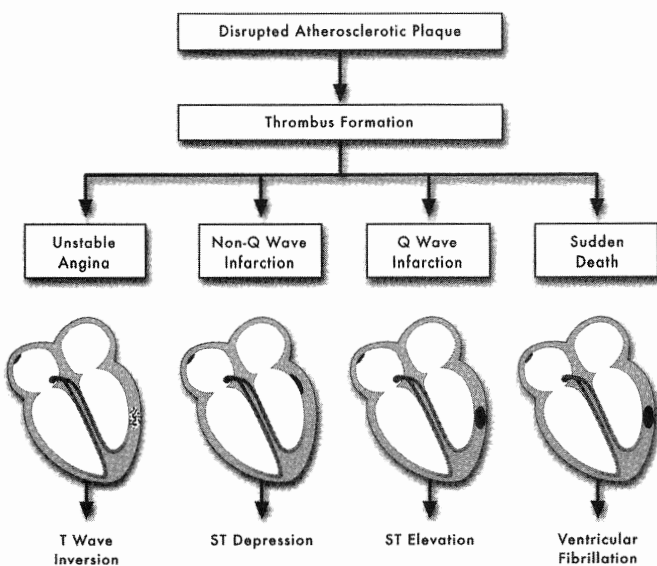 Disrupted Atherosclerotic Plaque
Thrombus Formation
Unstable
Angina
Non-Q Wave
Infarction
Q Wave
Infarction
Sudden
Death
T Wave
Inversion
ST Depression
ST Elevation
Ventricular
Fibrillation